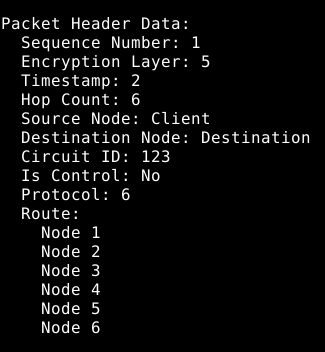 Packet Header Data:
Sequence Number: 1
Encryption Layer: 5
Timestamp: 2
Hop Count: 6
Source Node: Client
Destination Node: Destination
Circuit ID: 123
Is Control: No
Protocol: 6
Route:
Node 1
Node 2
Node 3
Node 4
Node 5
Node 6